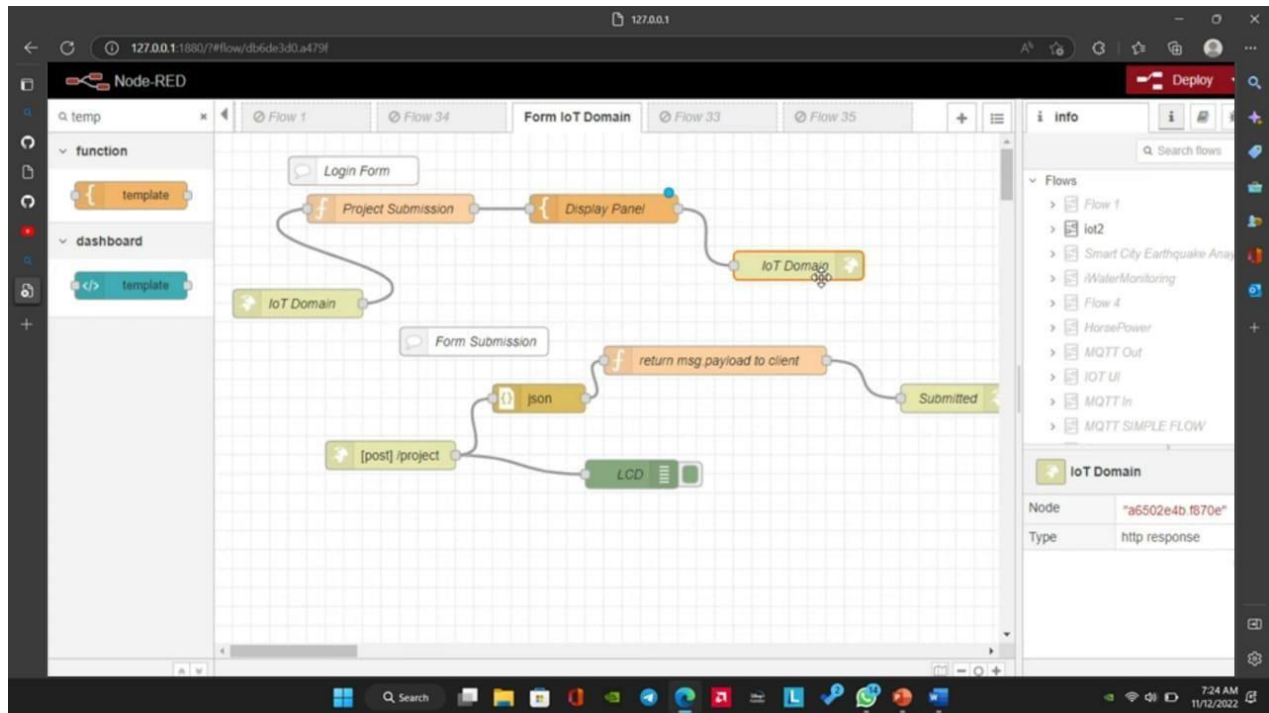 127.0.0.1
127.0.0.1:1880/?#flow/db6de3d0.a479f
Node-RED
Deploy
temp
Flow 1
Flow 34
Form IoT Domain
Flow 33
Flow 35
info
i
function
template
dashboard
template
Login Form
Project Submission
Display Panel
IoT Domain
IoT Domain
Form Submission
return msg.payload to client
json
Submitted
[post] /project
LCD
Search flows
Flows
Flow 1
iot2
Smart City Earthquake Anay
iWaterMonitoring
Flow 4
HorsePower
MQTT Out
IOT UI
MQTT In
MQTT SIMPLE FLOW
IoT Domain
Node "a6502e4b.f870e"
Type http response
Search
7:24 AM
11/12/2022